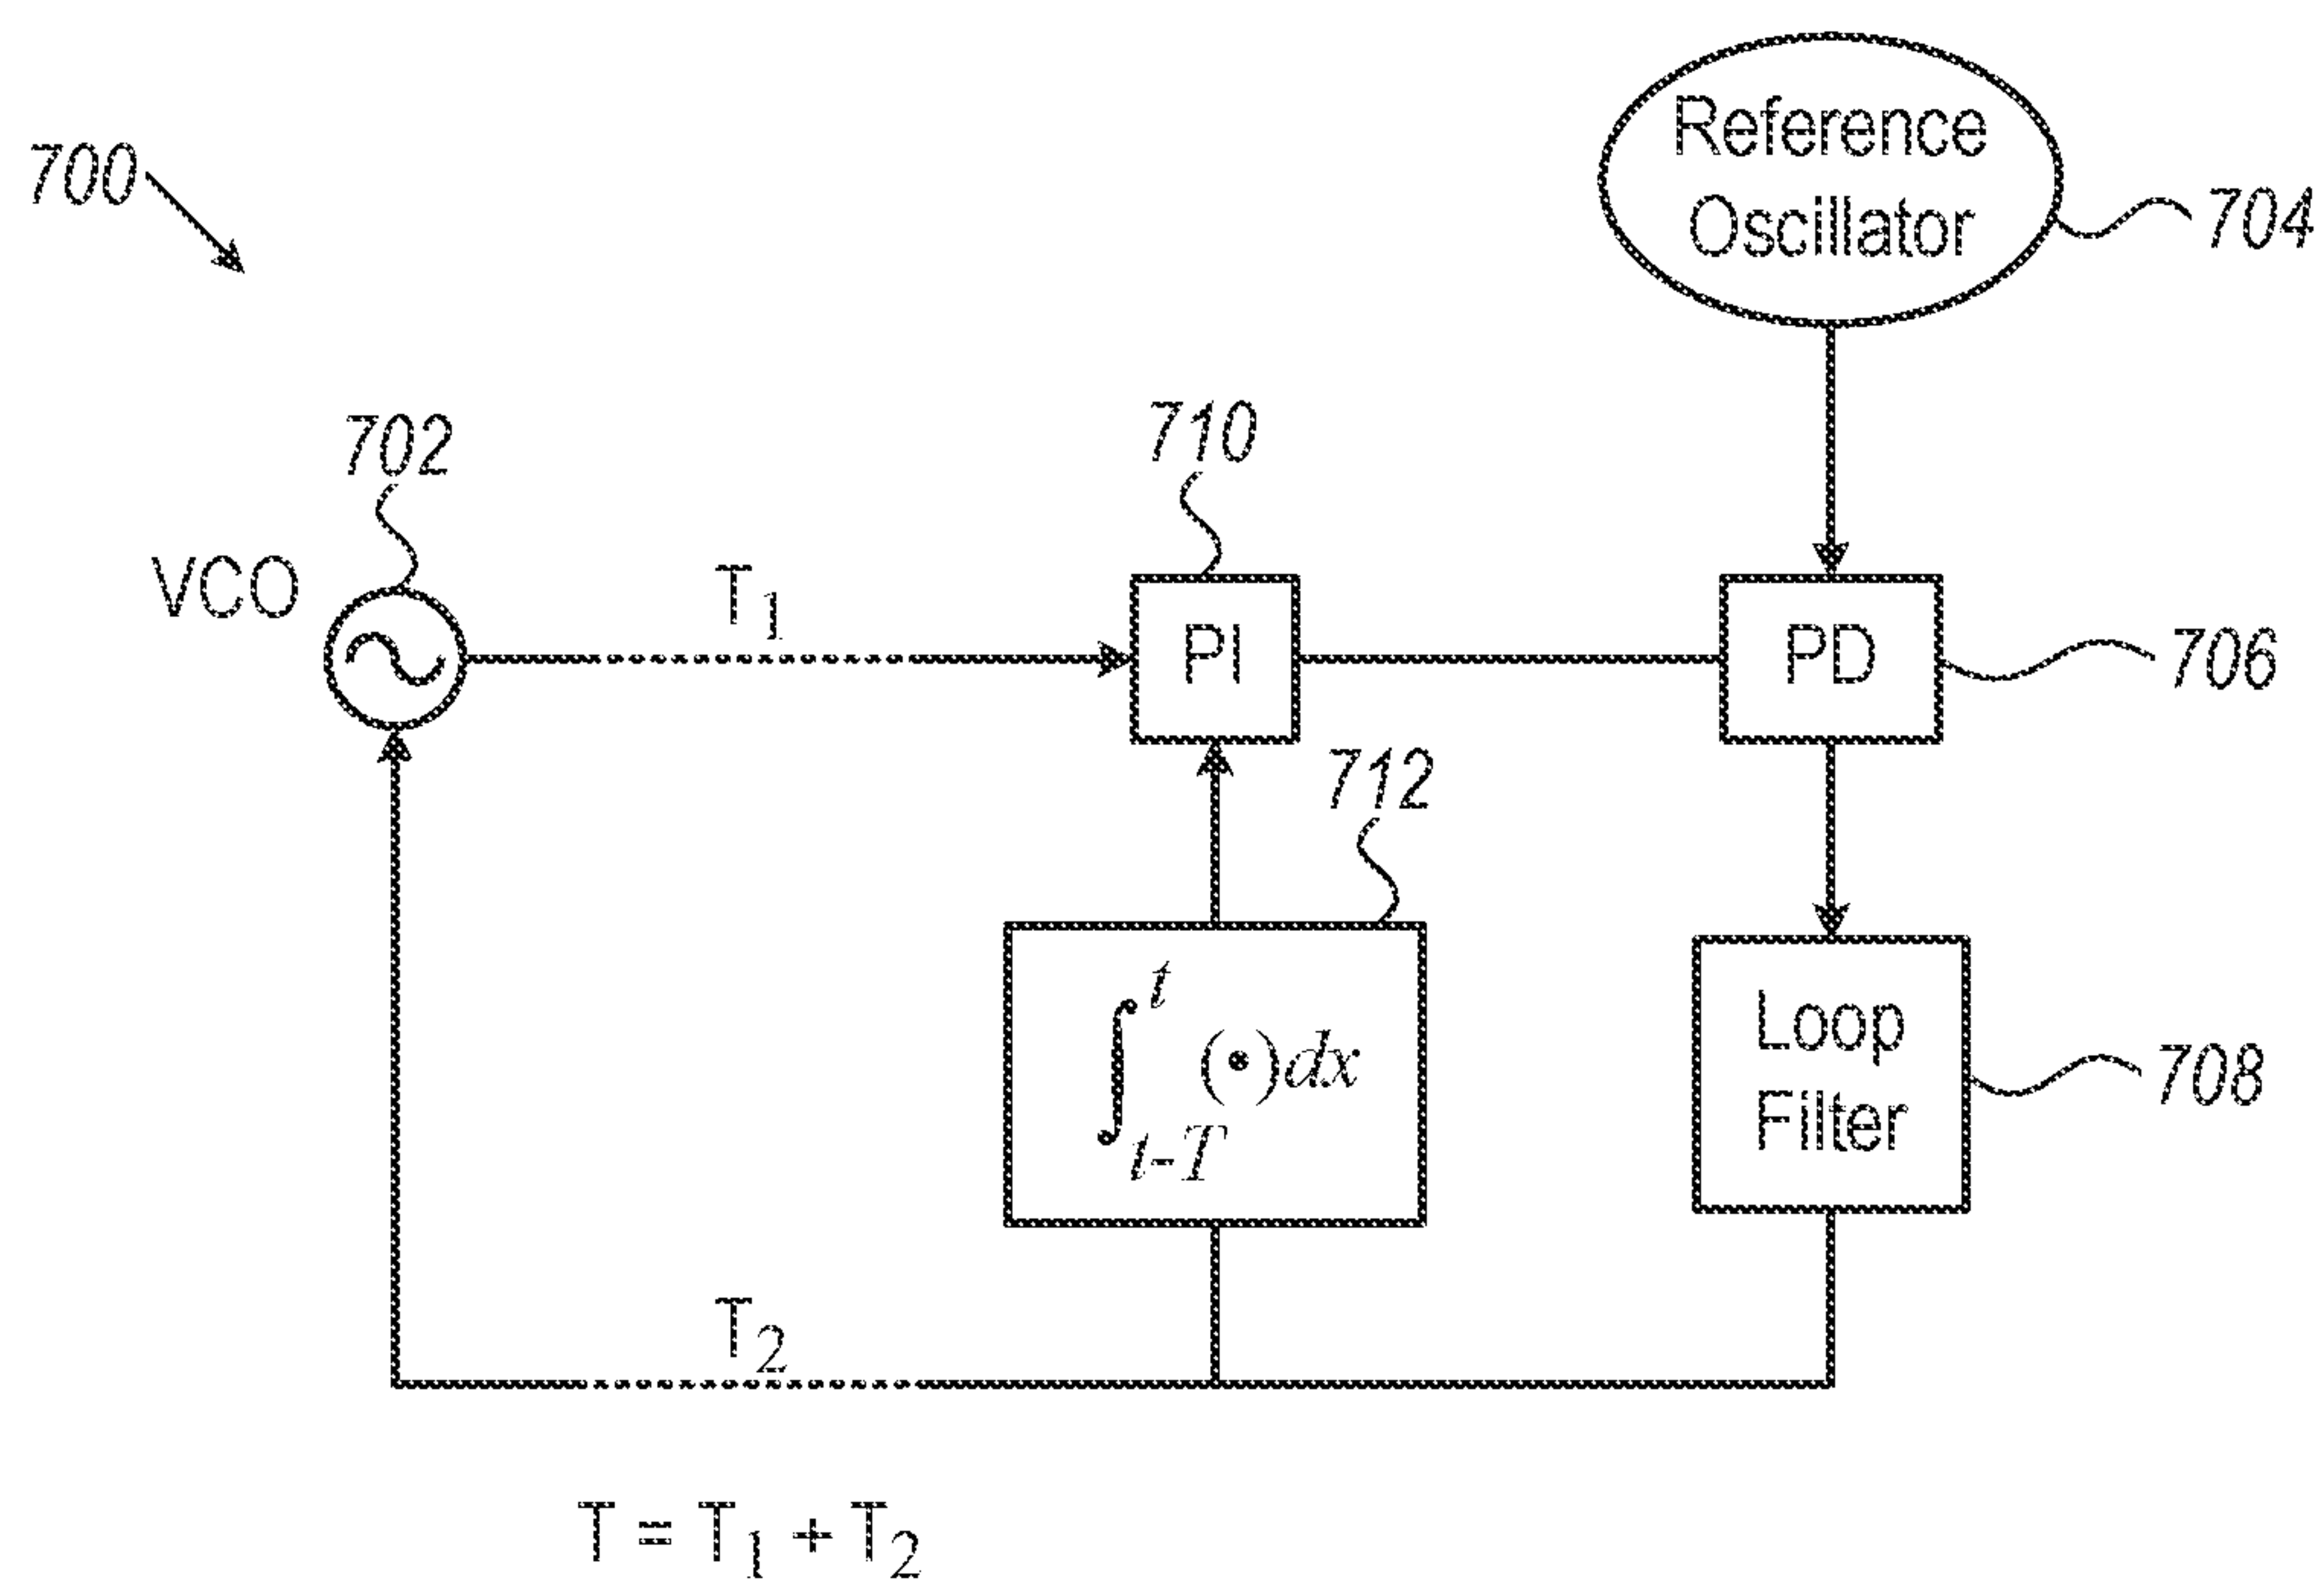 700
Reference
Oscillator
704
702
VCO
T1
710
PI
PD
706
712
∫ t t-T (•)dx
Loop
Filter
708
T2
T = T1 + T2